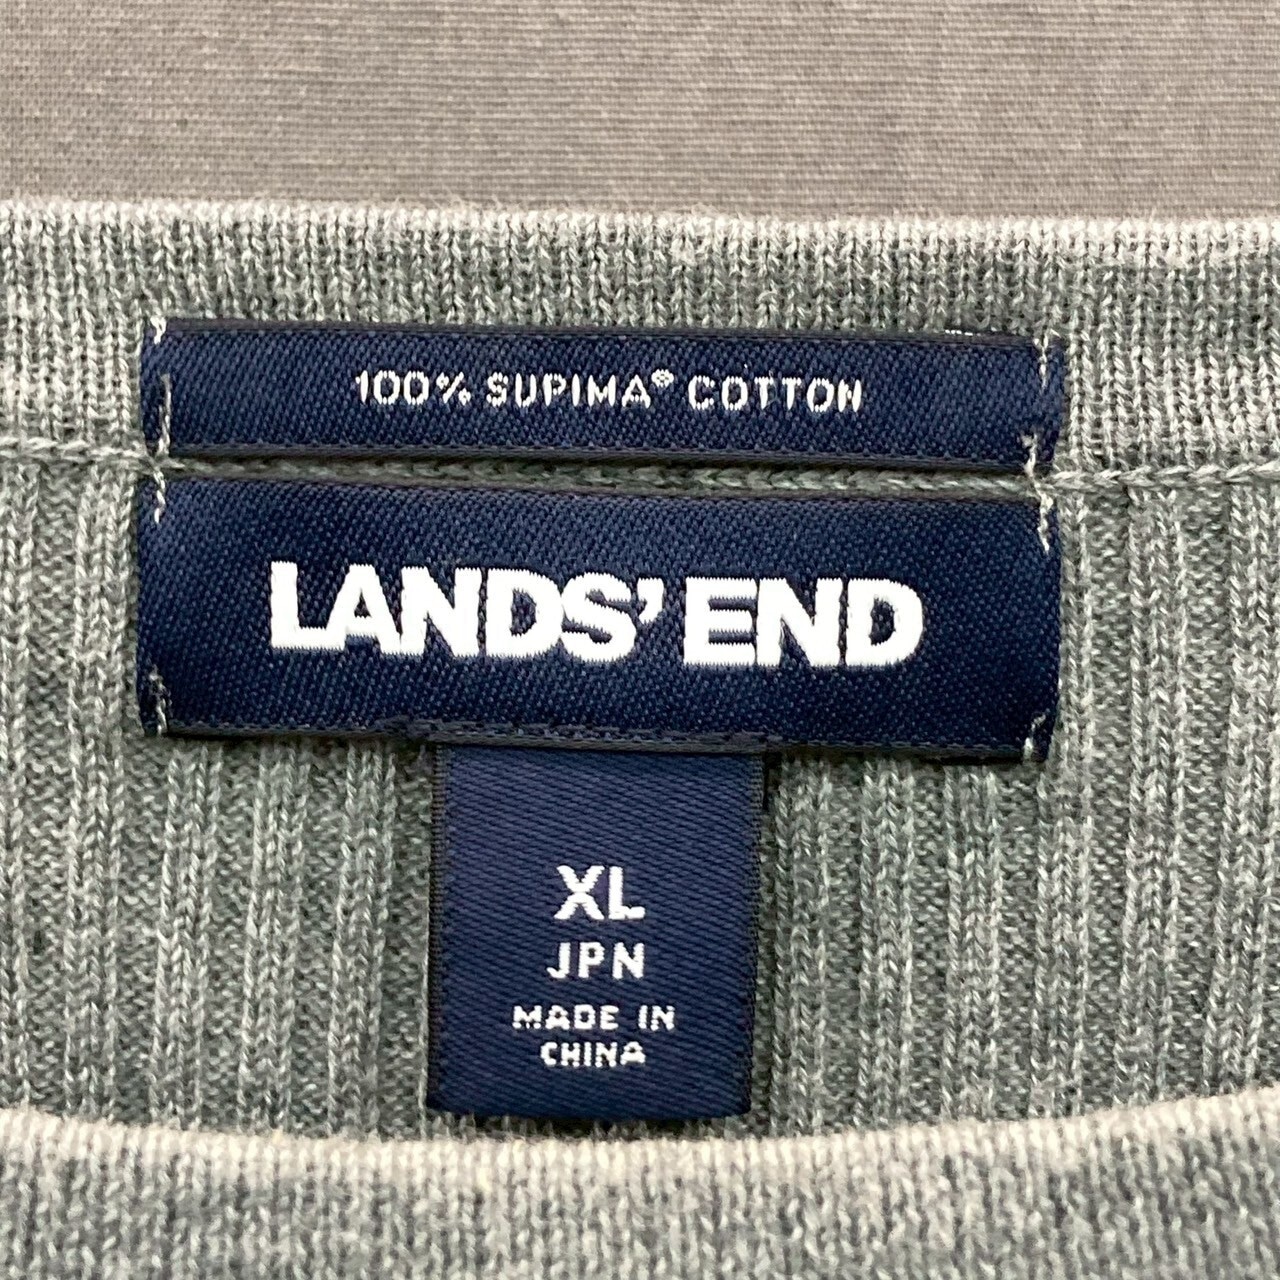 100% SUPIMA® COTTON
LANDS' END
XL
JPN
MADE IN
CHINA